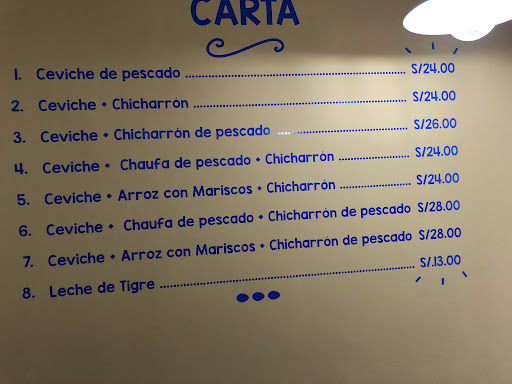 CARTA
1. Ceviche de pescado ........ S/24.00
2. Ceviche + Chicharrón ........ S/24.00
3. Ceviche + Chicharrón de pescado ........ S/26.00
4. Ceviche + Chaufa de pescado + Chicharrón ........ S/24.00
5. Ceviche + Arroz con Mariscos + Chicharrón ........ S/24.00
6. Ceviche + Chaufa de pescado + Chicharrón de pescado S/28.00
7. Ceviche + Arroz con Mariscos + Chicharrón de pescado S/28.00
8. Leche de Tigre ........ S/.13.00